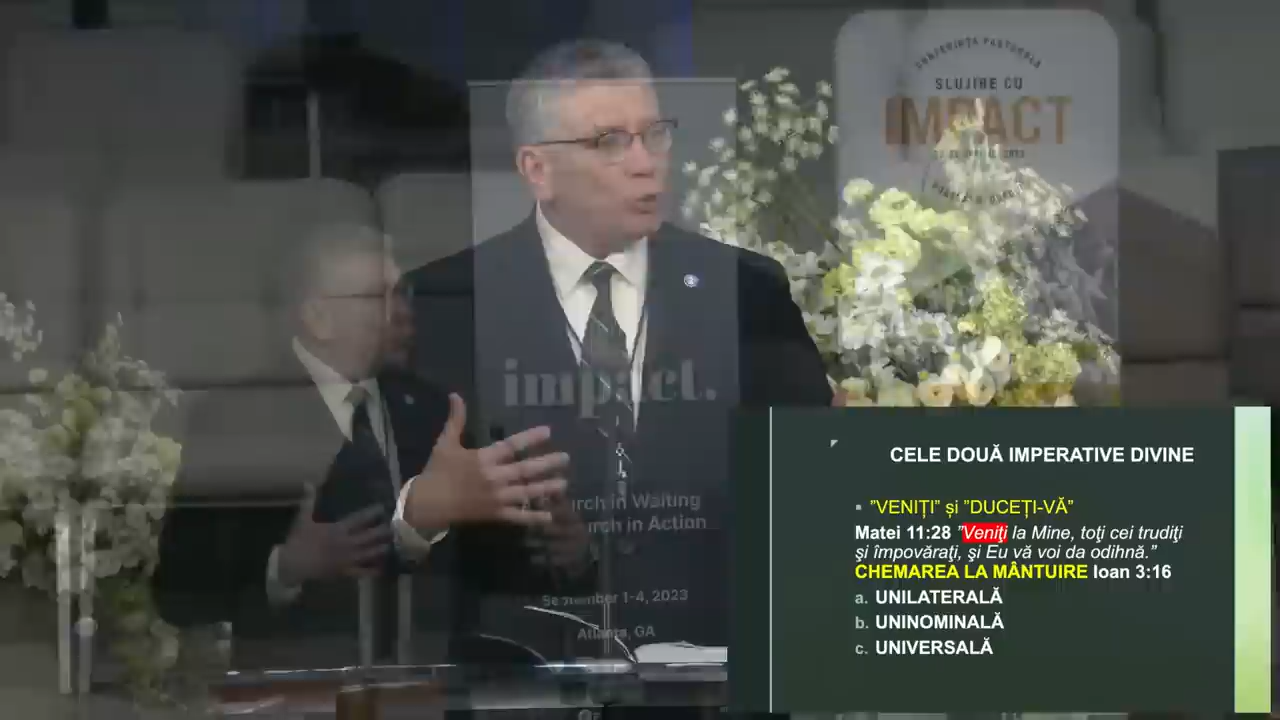 CONFERINȚA PASTORALĂ
SLUJIRE CU
IMPACT
impact.
rch in Waiting
urch in Action
September 1-4, 2023
Atlanta, GA
CELE DOUĂ IMPERATIVE DIVINE
▪ ”VENIȚI” și ”DUCEȚI-VĂ”
Matei 11:28 ”Veniţi la Mine, toţi cei trudiţi
şi împovăraţi, şi Eu vă voi da odihnă.”
CHEMAREA LA MÂNTUIRE Ioan 3:16
a. UNILATERALĂ
b. UNINOMINALĂ
c. UNIVERSALĂ